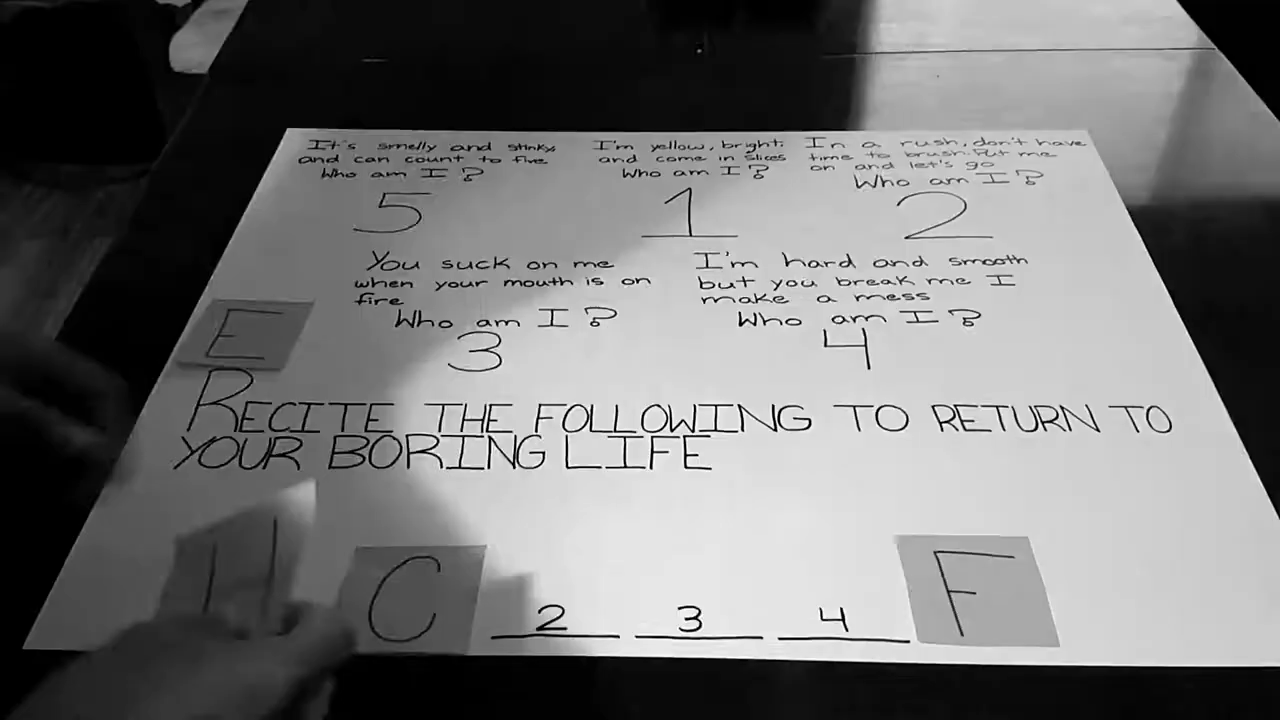 It's smelly and stinky,
and can count to five
Who am I?
5
I'm yellow, bright,
and come in slices
Who am I?
1
In a rush, don't have
time to brush. Put me
on and let's go
Who am I?
2
You suck on me
when your mouth is on
fire
Who am I?
3
I'm hard and smooth
but you break me I
make a mess
Who am I?
4
E
RECITE THE FOLLOWING TO RETURN TO
YOUR BORING LIFE
C 2 3 4 F